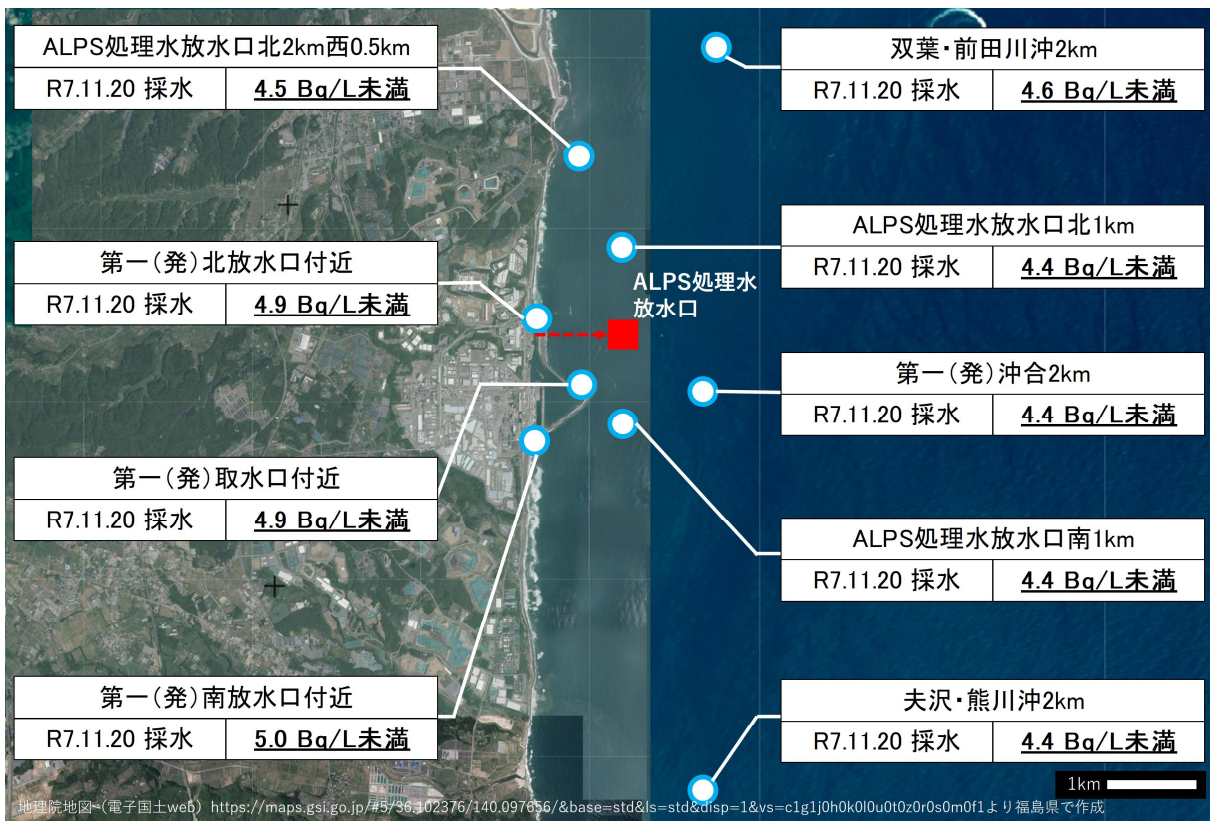 ALPS処理水放水口北2km西0.5km
R7.11.20 採水 4.5 Bq/L未満
第一(発)北放水口付近
R7.11.20 採水 4.9 Bq/L未満
第一(発)取水口付近
R7.11.20 採水 4.9 Bq/L未満
第一(発)南放水口付近
R7.11.20 採水 5.0 Bq/L未満
ALPS処理水
放水口
双葉・前田川沖2km
R7.11.20 採水 4.6 Bq/L未満
ALPS処理水放水口北1km
R7.11.20 採水 4.4 Bq/L未満
第一(発)沖合2km
R7.11.20 採水 4.4 Bq/L未満
ALPS処理水放水口南1km
R7.11.20 採水 4.4 Bq/L未満
夫沢・熊川沖2km
R7.11.20 採水 4.4 Bq/L未満
1km
地理院地図(電子国土web)https://maps.gsi.go.jp/#5/36.102376/140.097656/&base=std&ls=std&disp=1&vs=c1g1j0h0k0l0u0t0z0r0s0m0f1より福島県で作成